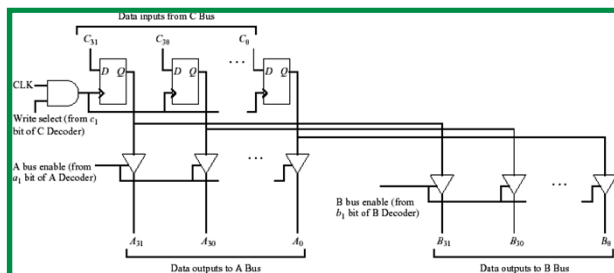 Data inputs from C Bus
C31 C30 C0
...
D Q D Q D Q
CLK
Write select (from c1
bit of C Decoder)
A bus enable (from
a1 bit of A Decoder)
...
...
B bus enable (from
b1 bit of B Decoder)
A31 A30 A0 B31 B30 B0
Data outputs to A Bus Data outputs to B Bus